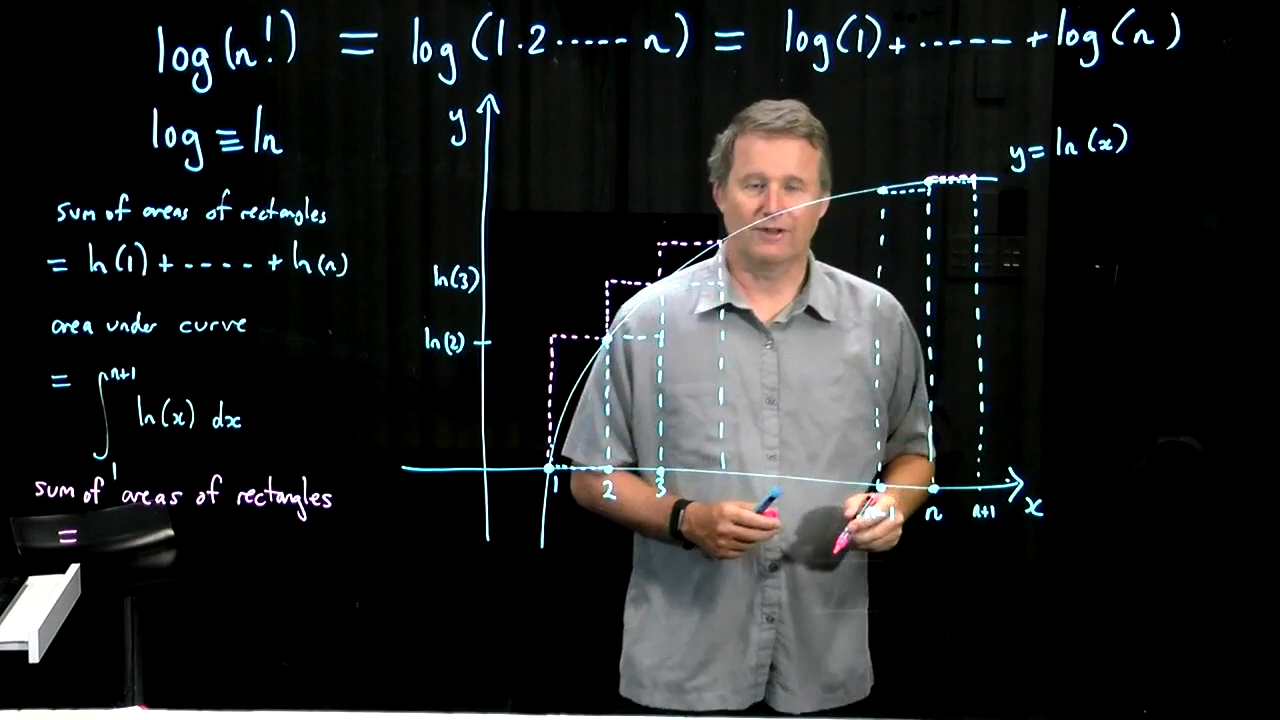 log(n!) = log(1·2·····n) = log(1)+ ------ +log(n)
log ≡ ln
y
y = ln(x)
sum of areas of rectangles
= ln(1) + ---- + ln(n)
ln(3)
area under curve
ln(2)
= ∫₁ⁿ⁺¹ ln(x) dx
sum of areas of rectangles
=
1 2 3 n-1 n n+1 x